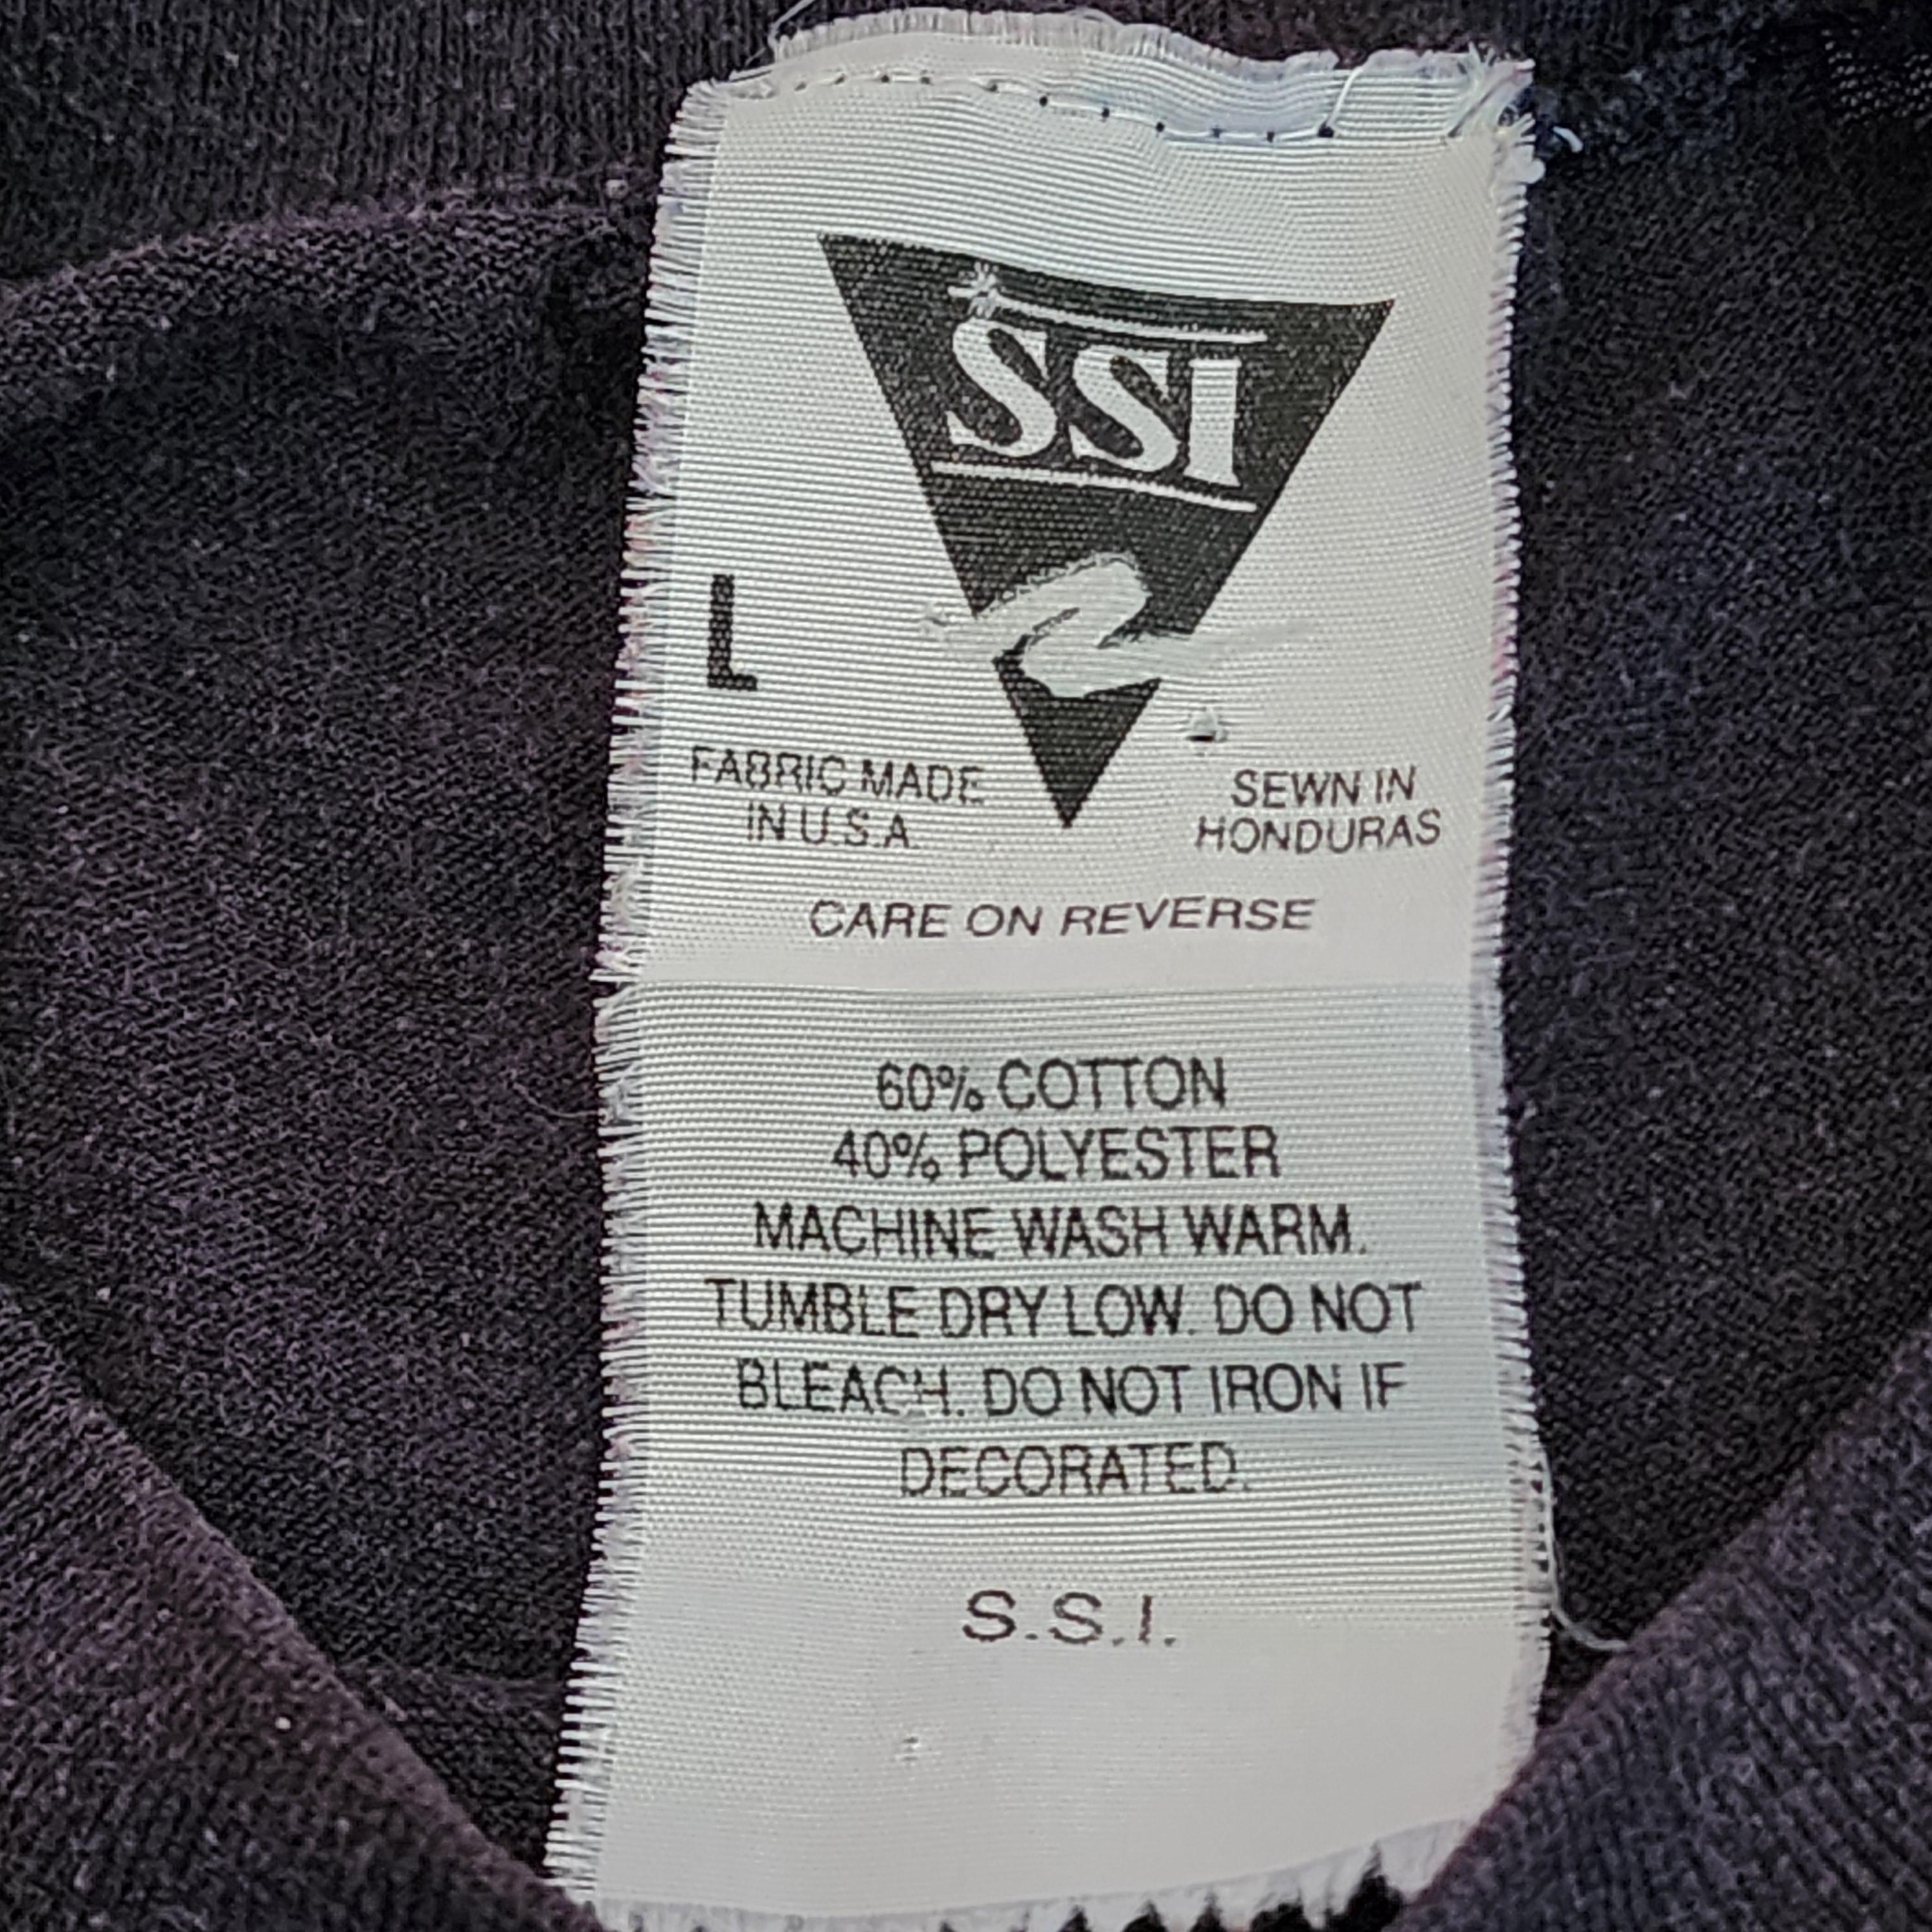 SSI
L
FABRIC MADE
IN U.S.A.
SEWN IN
HONDURAS
CARE ON REVERSE
60% COTTON
40% POLYESTER
MACHINE WASH WARM.
TUMBLE DRY LOW. DO NOT
BLEACH. DO NOT IRON IF
DECORATED.
S.S.I.